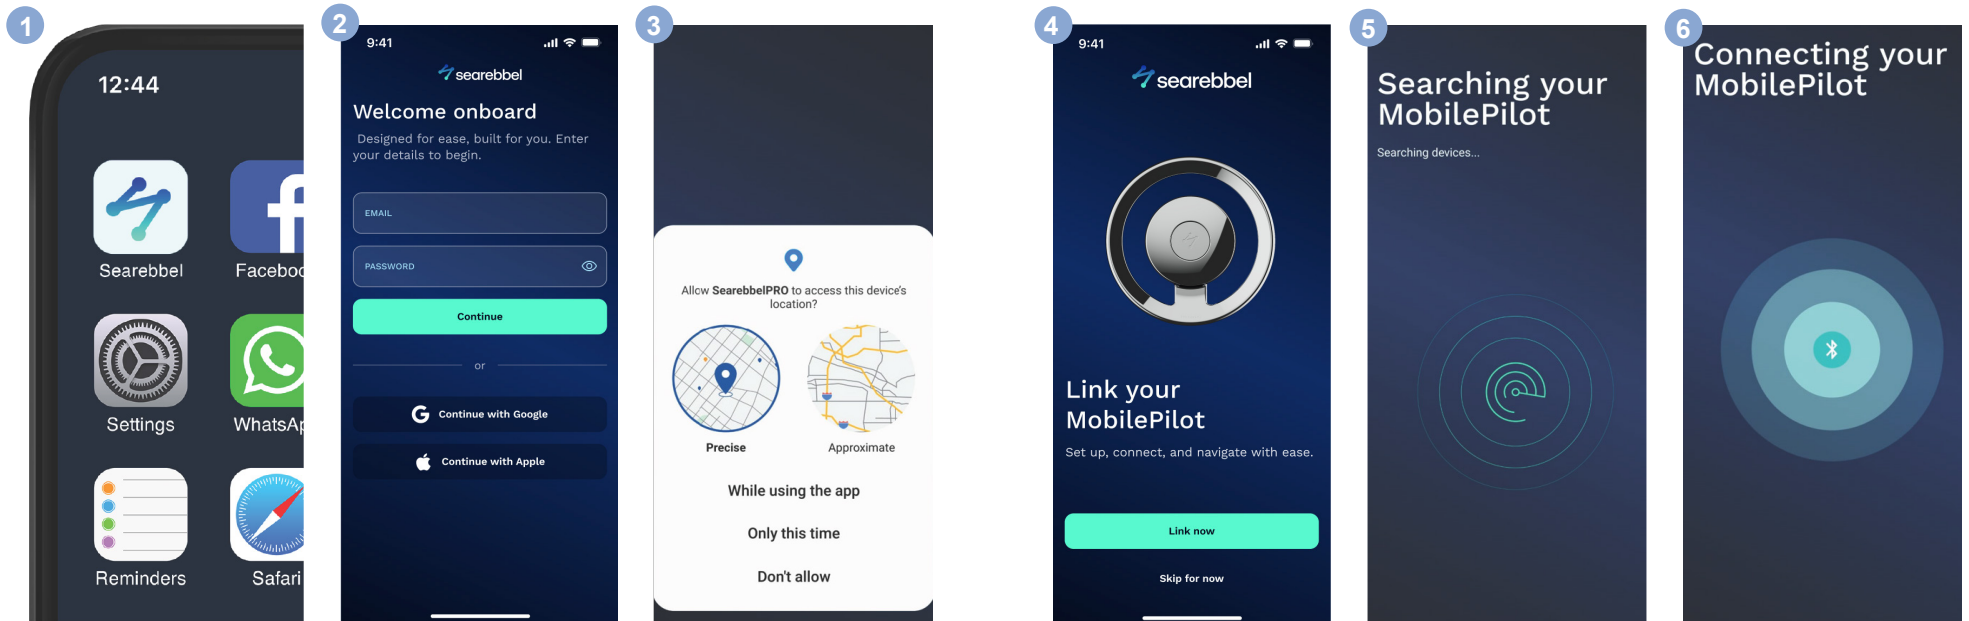 1
12:44
Searebbel
Faceboo
Settings
WhatsAp
Reminders
Safari
2
9:41
searebbel
Welcome onboard
Designed for ease, built for you. Enter
your details to begin.
EMAIL
PASSWORD
Continue
or
Continue with Google
Continue with Apple
3
Allow SearebbelPRO to access this device's
location?
Precise
Approximate
While using the app
Only this time
Don't allow
4
9:41
searebbel
Link your
MobilePilot
Set up, connect, and navigate with ease.
Link now
Skip for now
5
Searching your
MobilePilot
Searching devices...
6
Connecting your
MobilePilot